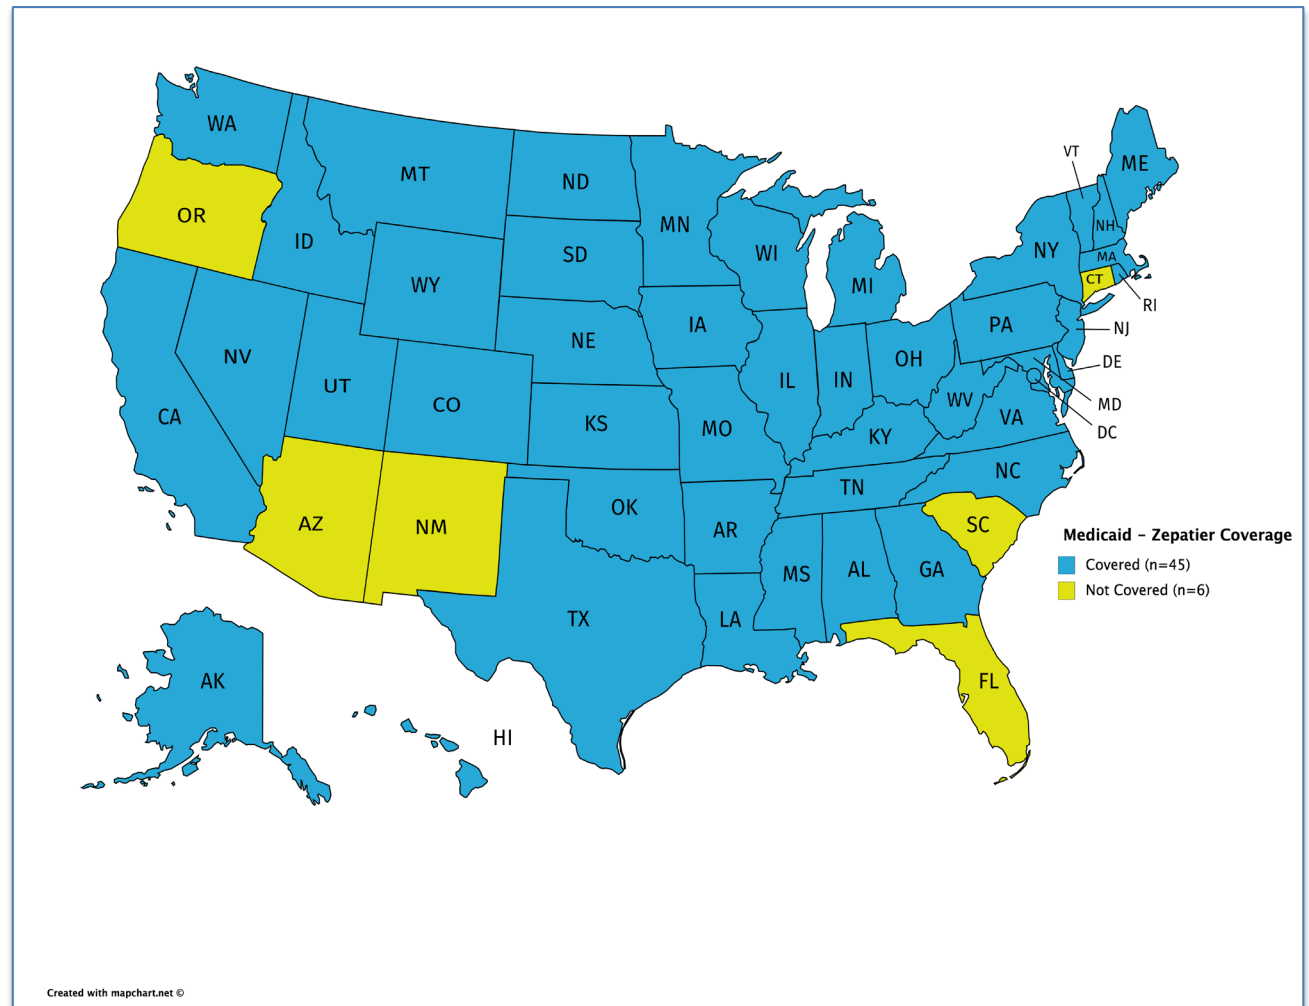 WA
MT
ND
MN
OR
ID
SD
WI
WY
MI
VT
ME
NH
NY
MA
CT
RI
IA
PA
NJ
NE
NV
OH
DE
UT
IL
IN
CO
WV
MD
CA
KS
MO
VA
KY
DC
NC
TN
OK
AZ
NM
AR
SC
MS
AL
GA
TX
LA
AK
HI
FL
Medicaid – Zepatier Coverage
Covered (n=45)
Not Covered (n=6)
Created with mapchart.net ©